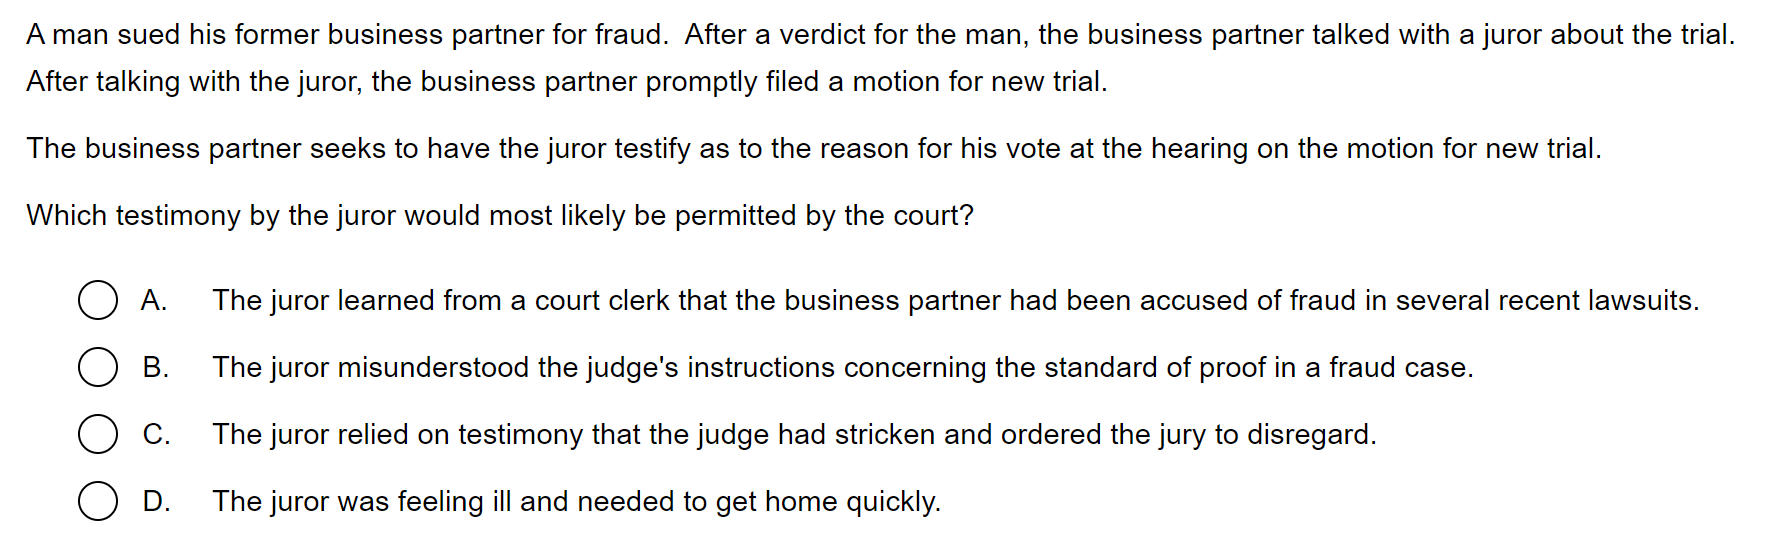 A man sued his former business partner for fraud.  After a verdict for the man, the business partner talked with a juror about the trial.
After talking with the juror, the business partner promptly filed a motion for new trial.
The business partner seeks to have the juror testify as to the reason for his vote at the hearing on the motion for new trial.
Which testimony by the juror would most likely be permitted by the court?
A. The juror learned from a court clerk that the business partner had been accused of fraud in several recent lawsuits.
B. The juror misunderstood the judge's instructions concerning the standard of proof in a fraud case.
C. The juror relied on testimony that the judge had stricken and ordered the jury to disregard.
D. The juror was feeling ill and needed to get home quickly.